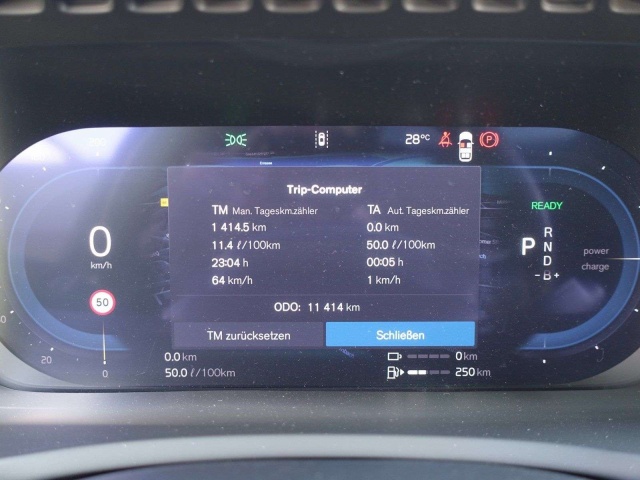 28°C
P
Trip-Computer
TM Man. Tageskm.zähler
TA Aut. Tageskm.zähler
1 414.5 km
0.0 km
11.4 ℓ/100km
50.0 ℓ/100km
23:04 h
00:05 h
64 km/h
1 km/h
ODO: 11 414 km
TM zurücksetzen
Schließen
0
km/h
50
20
0
READY
P
R
N
D
-B+
power
charge
0.0 km
50.0 ℓ/100km
0 km
250 km